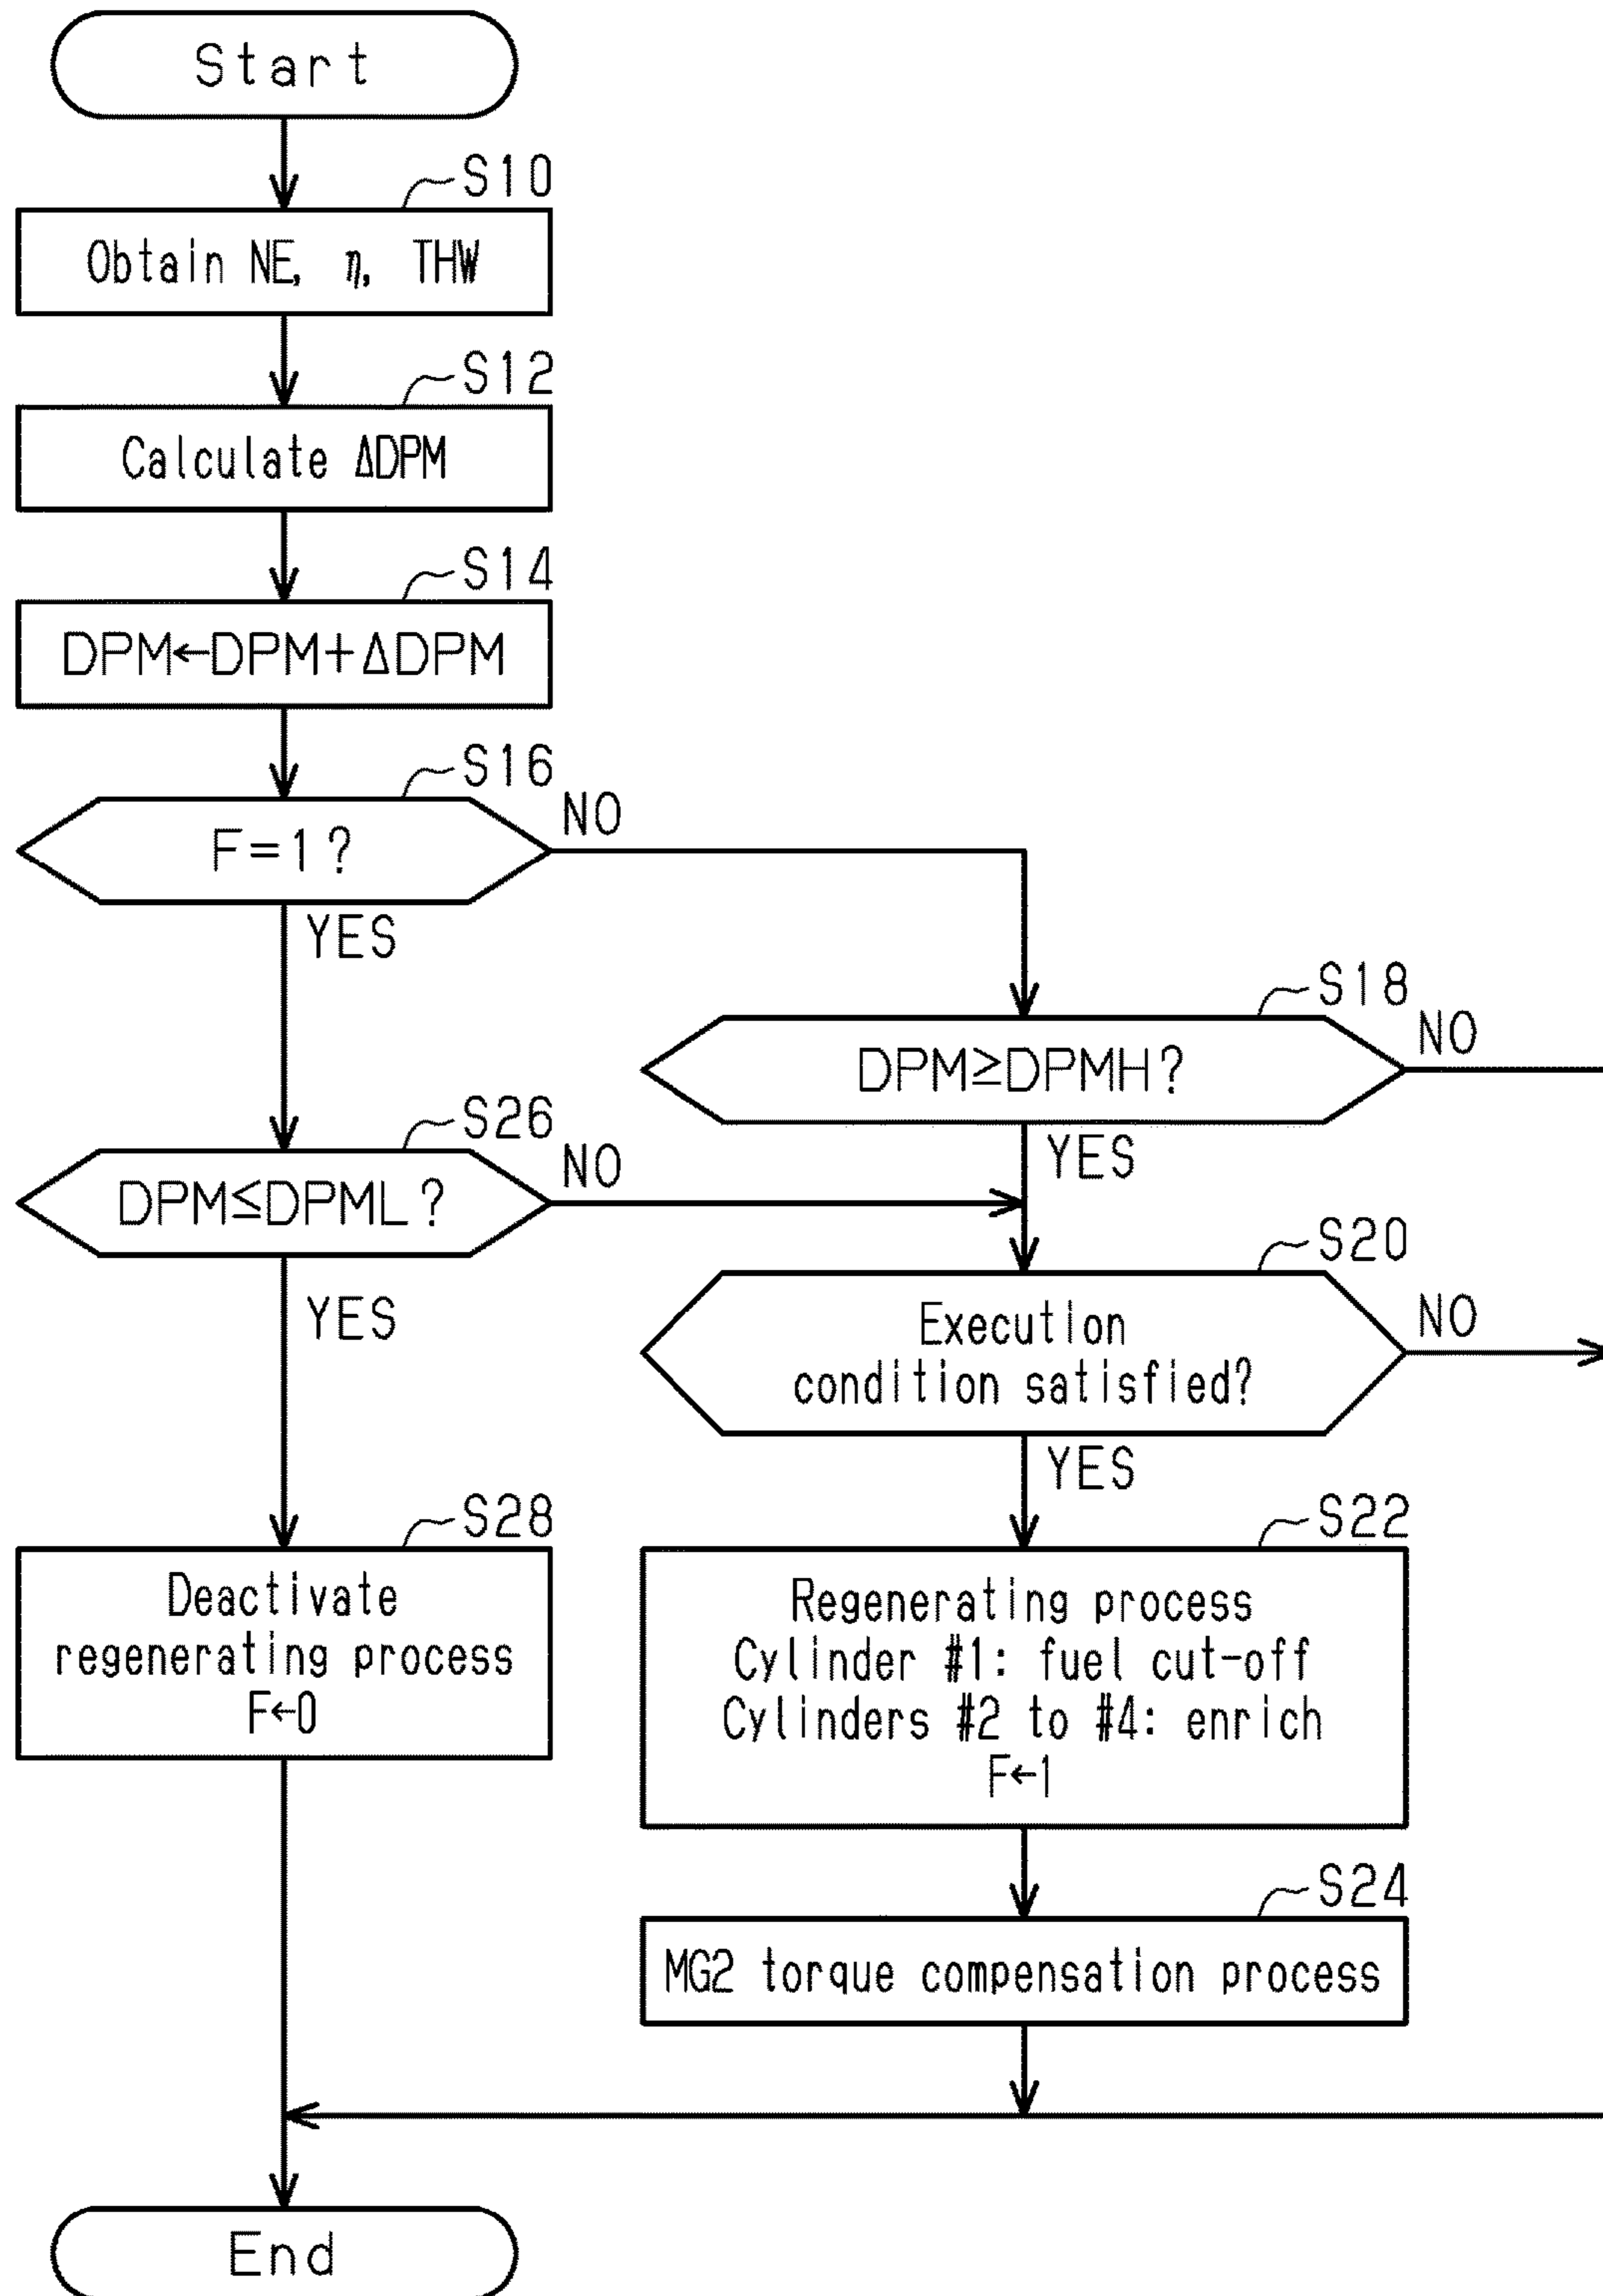 Start
S10
Obtain NE, η, THW
S12
Calculate ΔDPM
S14
DPM←DPM+ΔDPM
S16
F=1?
NO
YES
S18
DPM≥DPMH?
NO
YES
S26
DPM≤DPML?
NO
YES
S20
Execution
condition satisfied?
NO
YES
S28
Deactivate
regenerating process
F←0
S22
Regenerating process
Cylinder #1: fuel cut-off
Cylinders #2 to #4: enrich
F←1
S24
MG2 torque compensation process
End